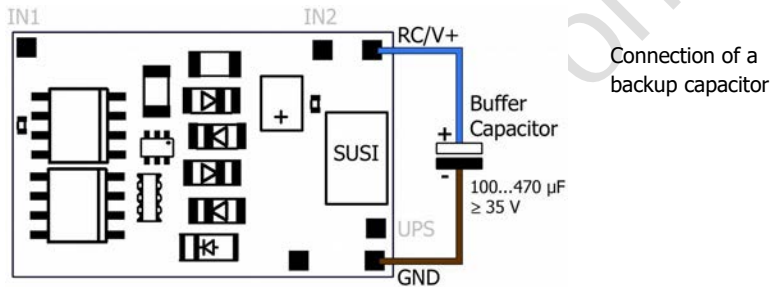 IN1
IN2
RC/V+
Connection of a
backup capacitor
Buffer
Capacitor
+
+
SUSI
-
100...470 µF
≥ 35 V
UPS
GND